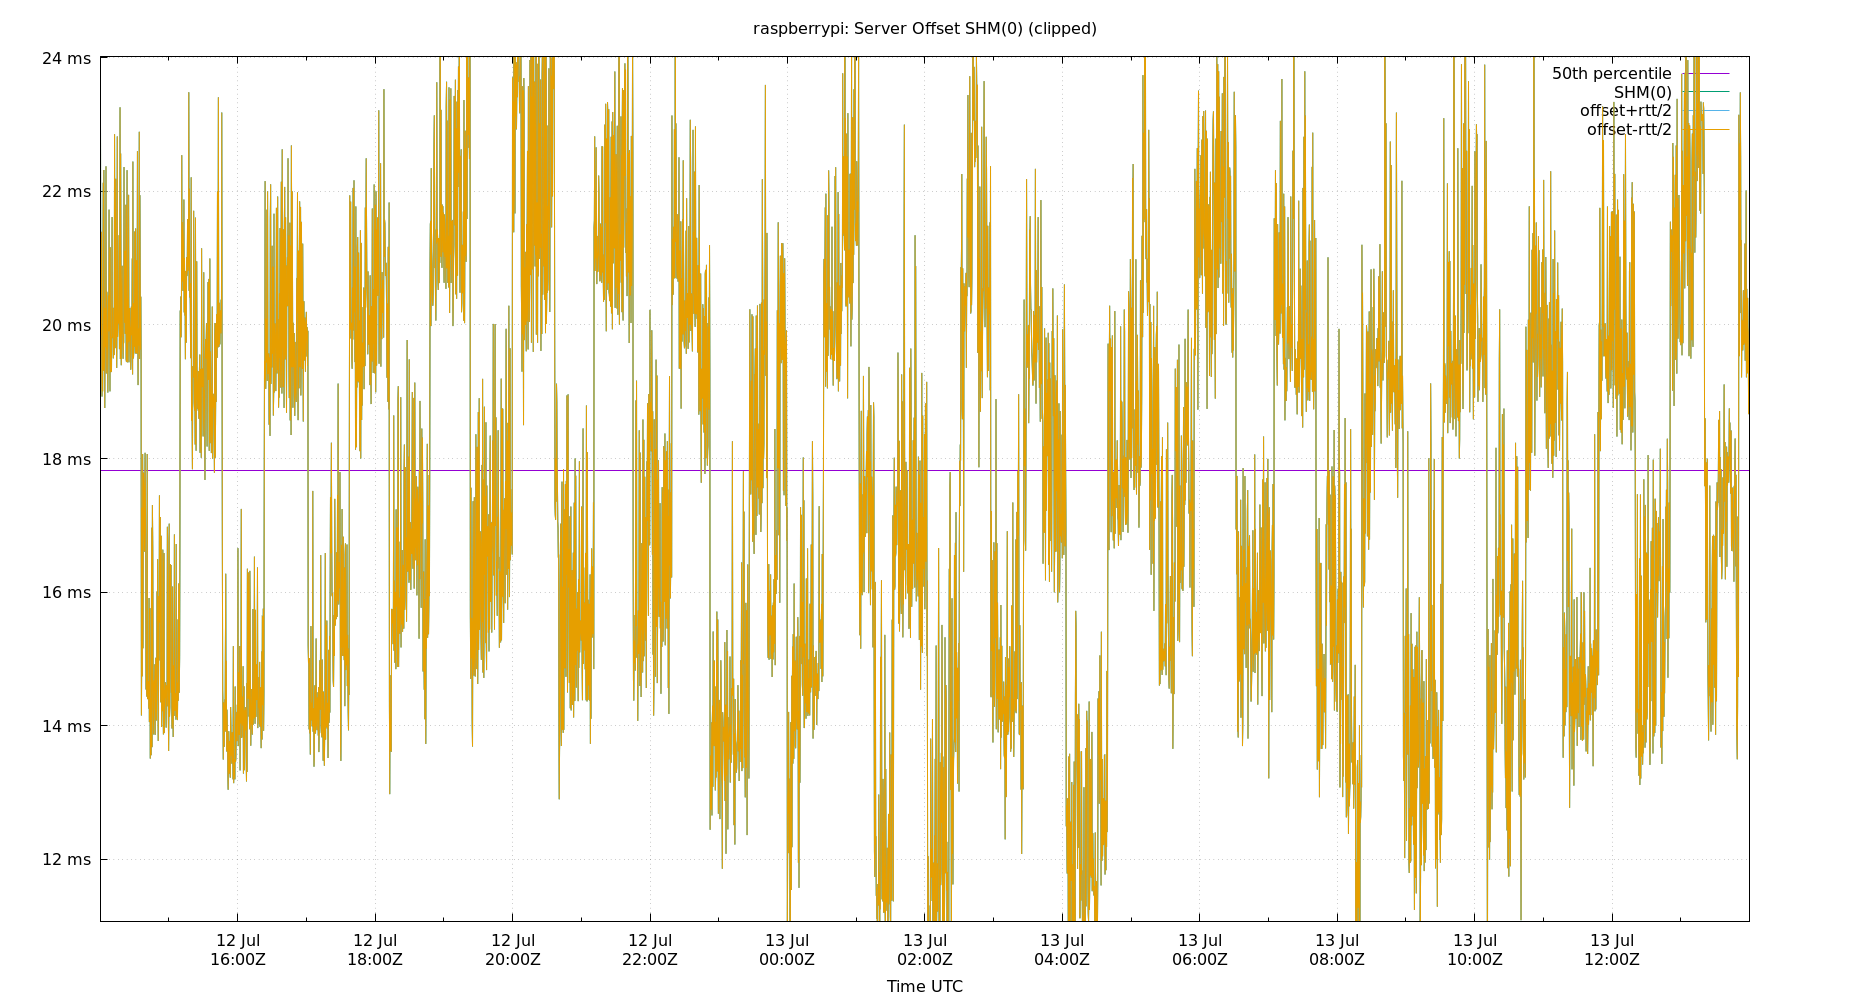 raspberrypi: Server Offset SHM(0) (clipped)
24 ms
22 ms
20 ms
18 ms
16 ms
14 ms
12 ms
50th percentile
SHM(0)
offset+rtt/2
offset-rtt/2
12 Jul 12 Jul 12 Jul 12 Jul 13 Jul 13 Jul 13 Jul 13 Jul 13 Jul 13 Jul 13 Jul
16:00Z 18:00Z 20:00Z 22:00Z 00:00Z 02:00Z 04:00Z 06:00Z 08:00Z 10:00Z 12:00Z
Time UTC